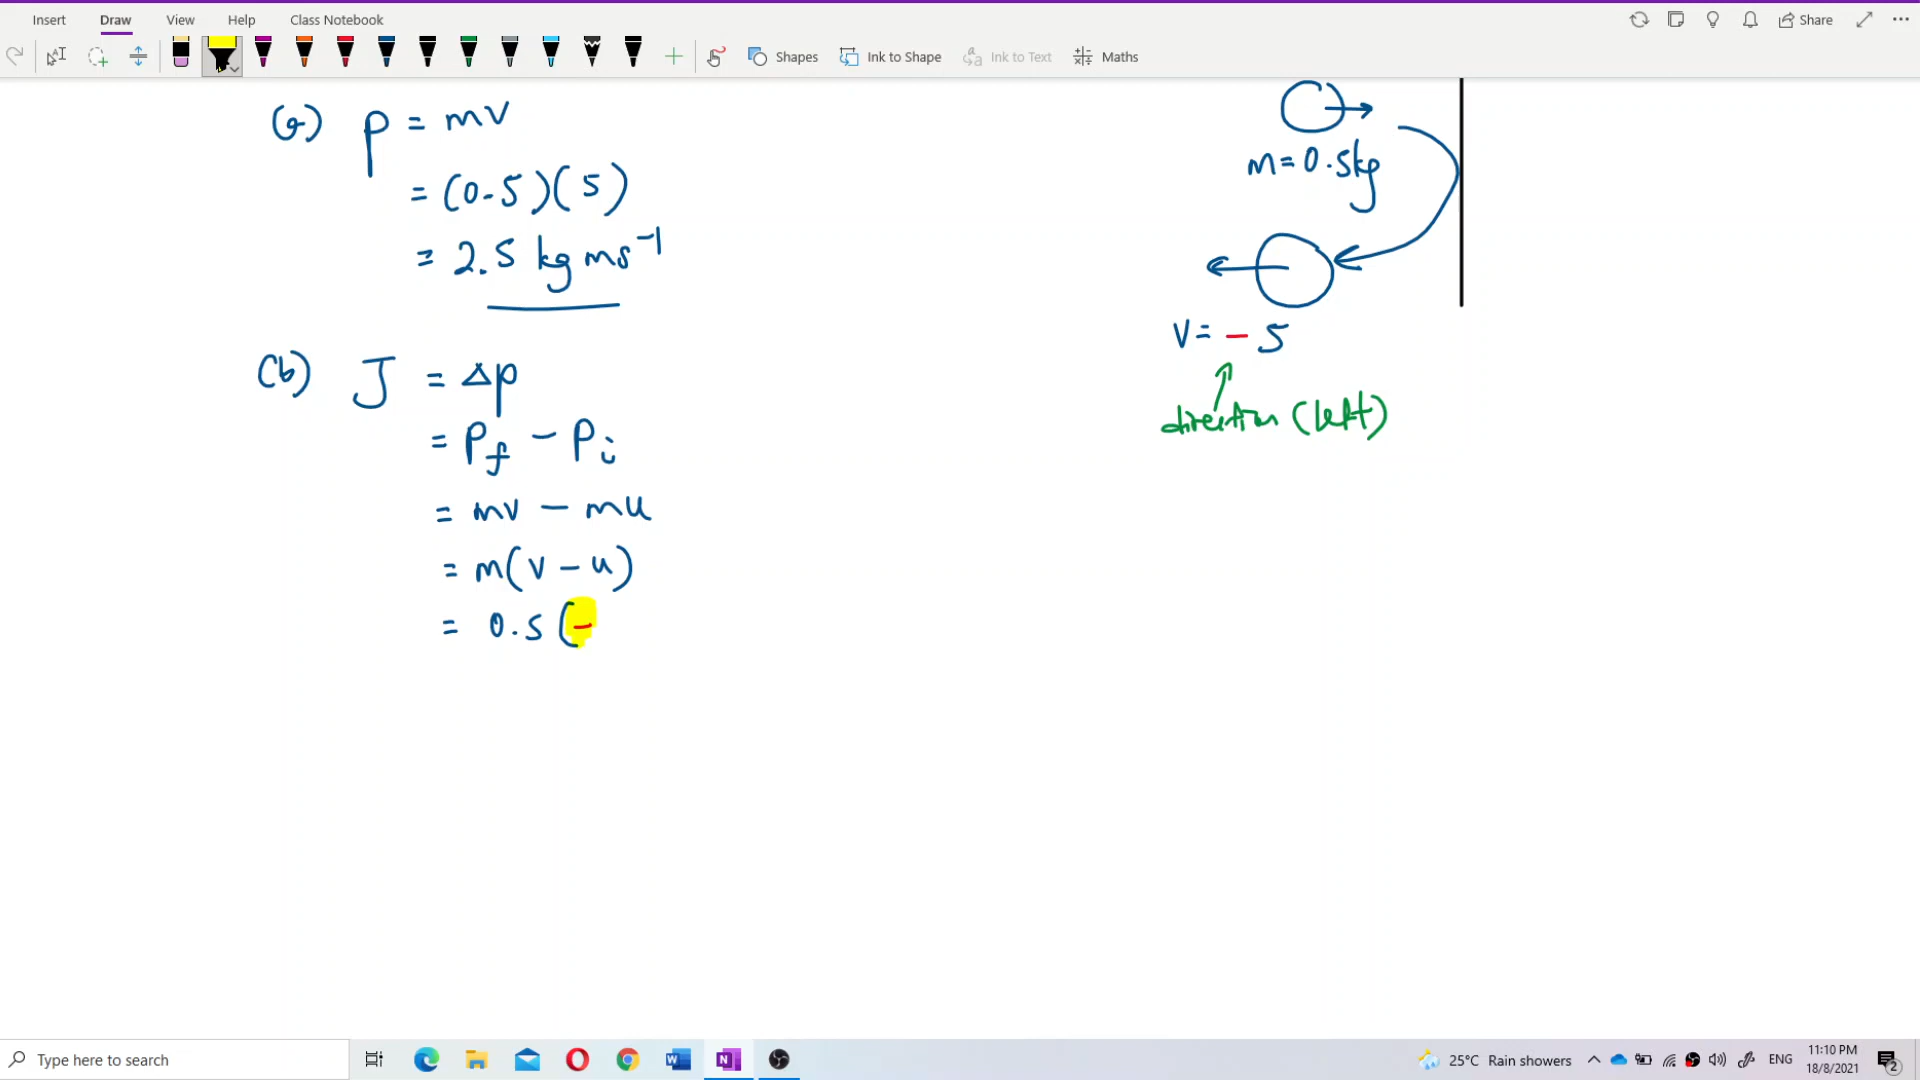 Insert Draw View Help Class Notebook Share
Shapes Ink to Shape Ink to Text Maths
(a) p = mv
= (0.5)(5)
= 2.5 kg ms⁻¹
(b) J = Δp
= Pf − Pi
= mv − mu
= m(v − u)
= 0.5 (−
m = 0.5kg
v = − 5
direction (left)
Type here to search
25°C Rain showers
ENG
11:10 PM
18/8/2021
2